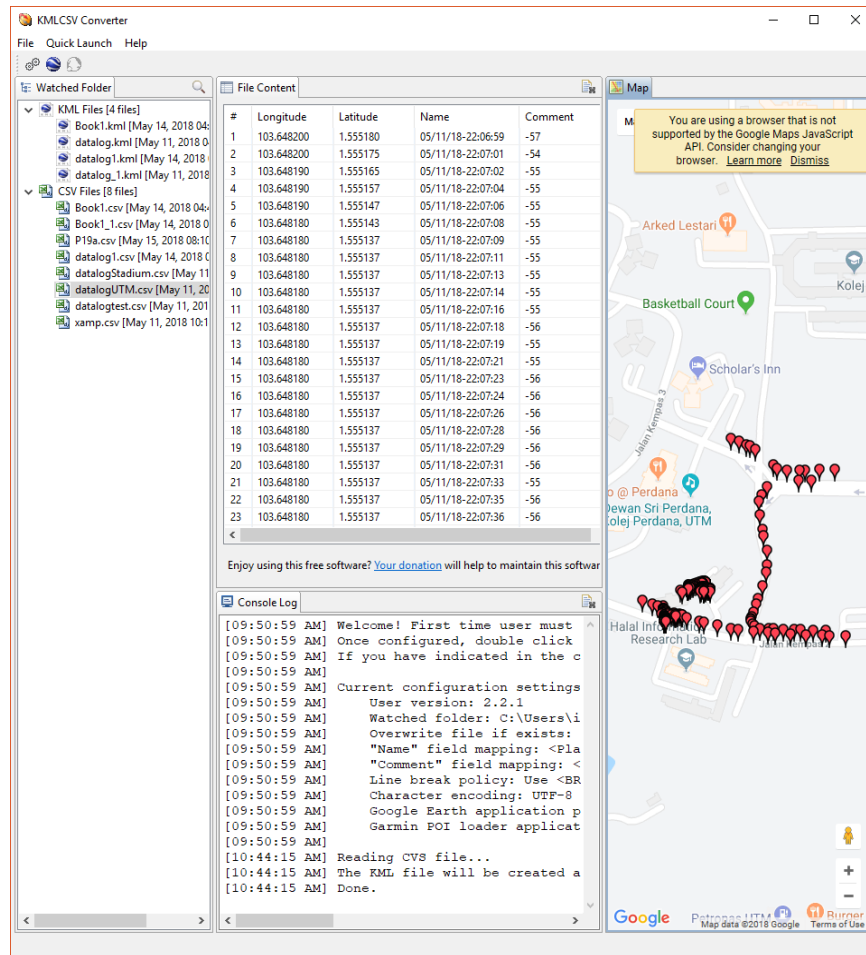 KMLCSV Converter
File Quick Launch Help
Watched Folder
KML Files [4 files]
Book1.kml [May 14, 2018 04:
datalog.kml [May 11, 2018 04
datalog1.kml [May 14, 2018
datalog_1.kml [May 11, 2018
CSV Files [8 files]
Book1.csv [May 14, 2018 04:4
Book1_1.csv [May 14, 2018 0
P19a.csv [May 15, 2018 08:10
datalog1.csv [May 14, 2018 0
datalogStadium.csv [May 11
datalogUTM.csv [May 11, 20
datalogtest.csv [May 11, 201
xamp.csv [May 11, 2018 10:1
File Content
# Longitude Latitude Name Comment
1 103.648200 1.555180 05/11/18-22:06:59 -57
2 103.648200 1.555175 05/11/18-22:07:01 -54
3 103.648190 1.555165 05/11/18-22:07:02 -55
4 103.648190 1.555157 05/11/18-22:07:04 -55
5 103.648190 1.555147 05/11/18-22:07:06 -55
6 103.648180 1.555143 05/11/18-22:07:08 -55
7 103.648180 1.555137 05/11/18-22:07:09 -55
8 103.648180 1.555137 05/11/18-22:07:11 -55
9 103.648180 1.555137 05/11/18-22:07:13 -55
10 103.648180 1.555137 05/11/18-22:07:14 -55
11 103.648180 1.555137 05/11/18-22:07:16 -55
12 103.648180 1.555137 05/11/18-22:07:18 -56
13 103.648180 1.555137 05/11/18-22:07:19 -55
14 103.648180 1.555137 05/11/18-22:07:21 -55
15 103.648180 1.555137 05/11/18-22:07:23 -56
16 103.648180 1.555137 05/11/18-22:07:24 -56
17 103.648180 1.555137 05/11/18-22:07:26 -56
18 103.648180 1.555137 05/11/18-22:07:28 -56
19 103.648180 1.555137 05/11/18-22:07:29 -56
20 103.648180 1.555137 05/11/18-22:07:31 -56
21 103.648180 1.555137 05/11/18-22:07:33 -55
22 103.648180 1.555137 05/11/18-22:07:35 -56
23 103.648180 1.555137 05/11/18-22:07:36 -56
Enjoy using this free software? Your donation will help to maintain this softwar
Console Log
[09:50:59 AM] Welcome! First time user must
[09:50:59 AM] Once configured, double click
[09:50:59 AM] If you have indicated in the c
[09:50:59 AM]
[09:50:59 AM] Current configuration settings
[09:50:59 AM] User version: 2.2.1
[09:50:59 AM] Watched folder: C:\Users\i
[09:50:59 AM] Overwrite file if exists:
[09:50:59 AM] "Name" field mapping: <Pla
[09:50:59 AM] "Comment" field mapping: <
[09:50:59 AM] Line break policy: Use <BR
[09:50:59 AM] Character encoding: UTF-8
[09:50:59 AM] Google Earth application p
[09:50:59 AM] Garmin POI loader applicat
[09:50:59 AM]
[10:44:15 AM] Reading CVS file...
[10:44:15 AM] The KML file will be created a
[10:44:15 AM] Done.
Map
You are using a browser that is not
supported by the Google Maps JavaScript
API. Consider changing your
browser. Learn more Dismiss
Arked Lestari
Kolej
Basketball Court
Scholar's Inn
Jalan Kempas 3
o @ Perdana
Dewan Sri Perdana,
Kolej Perdana, UTM
Halal
Research Lab
Jalan Kempas 2
Google
Petronas UTM
Burger
Map data ©2018 Google Terms of Use